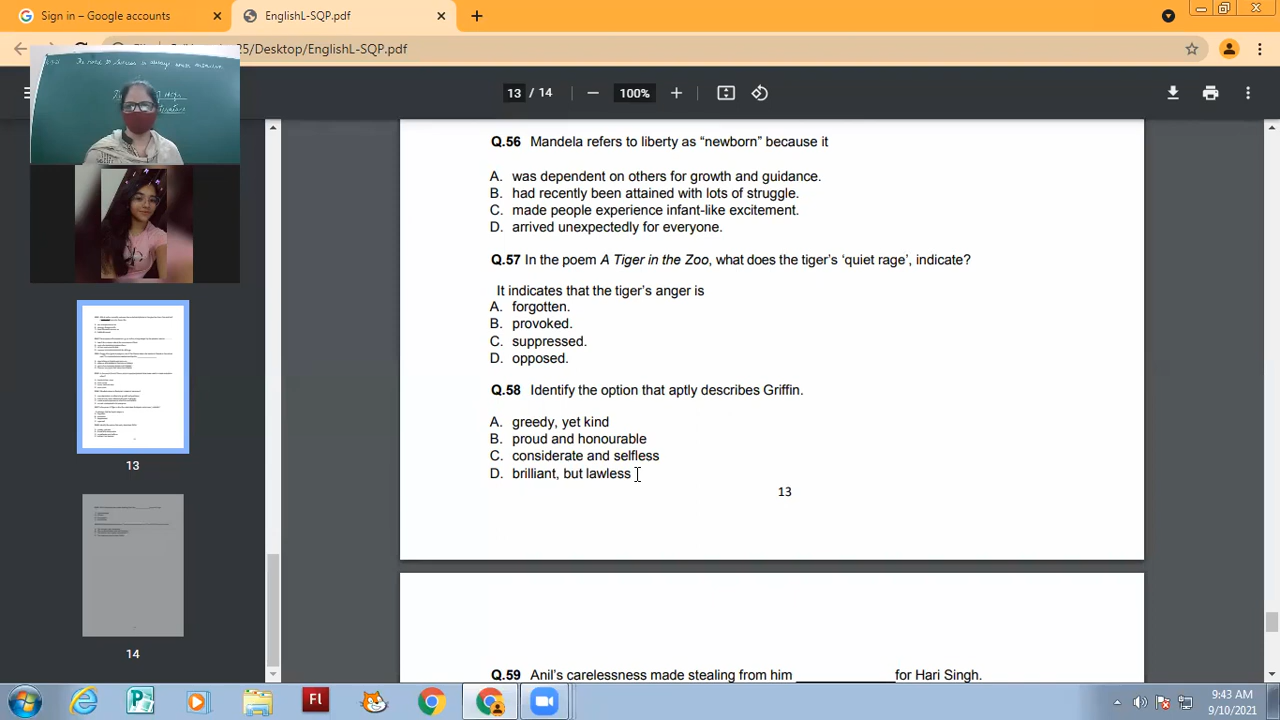 Sign in – Google accounts
EnglishL-SQP.pdf
25/Desktop/EnglishL-SQP.pdf
13 / 14
100%
Q.56 Mandela refers to liberty as “newborn” because it
A. was dependent on others for growth and guidance.
B. had recently been attained with lots of struggle.
C. made people experience infant-like excitement.
D. arrived unexpectedly for everyone.
Q.57 In the poem A Tiger in the Zoo, what does the tiger’s ‘quiet rage’, indicate?
It indicates that the tiger’s anger is
A. forgotten.
B. provoked.
C. suppressed.
D. opposed.
Q.58 Identify the option that aptly describes Griffin.
A. greedy, yet kind
B. proud and honourable
C. considerate and selfless
D. brilliant, but lawless
13
Q.59 Anil’s carelessness made stealing from him ____________for Hari Singh.
13
14
9:43 AM
9/10/2021